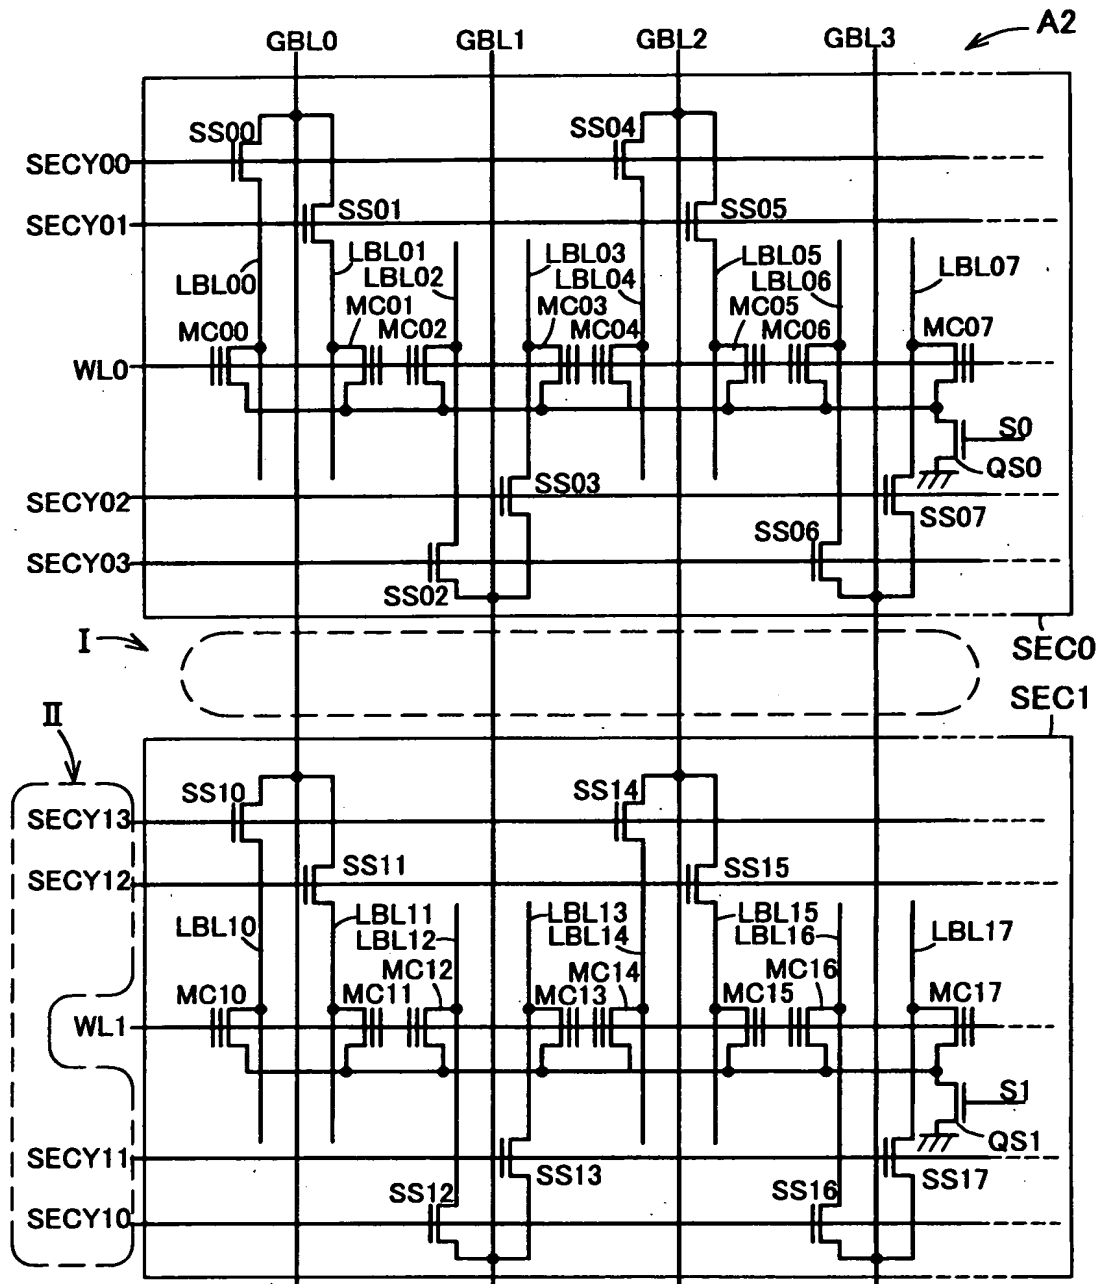 A2
GBL0 GBL1 GBL2 GBL3
SS00 SS04
SECY00
SS01 SS05
SECY01
LBL01 LBL03 LBL05
LBL00 LBL02 LBL04 LBL06 LBL07
MC01 MC03 MC05
MC00 MC02 MC04 MC06 MC07
WL0
S0
QS0
SS03
SECY02
SS07
SS06
SECY03
SS02
I
SEC0
SEC1
II
SS10 SS14
SECY13
SS11 SS15
SECY12
LBL11 LBL13 LBL15
LBL10 LBL12 LBL14 LBL16 LBL17
MC12 MC14 MC16
MC10 MC11 MC13 MC15 MC17
WL1
S1
QS1
SECY11
SS13 SS17
SS12 SS16
SECY10